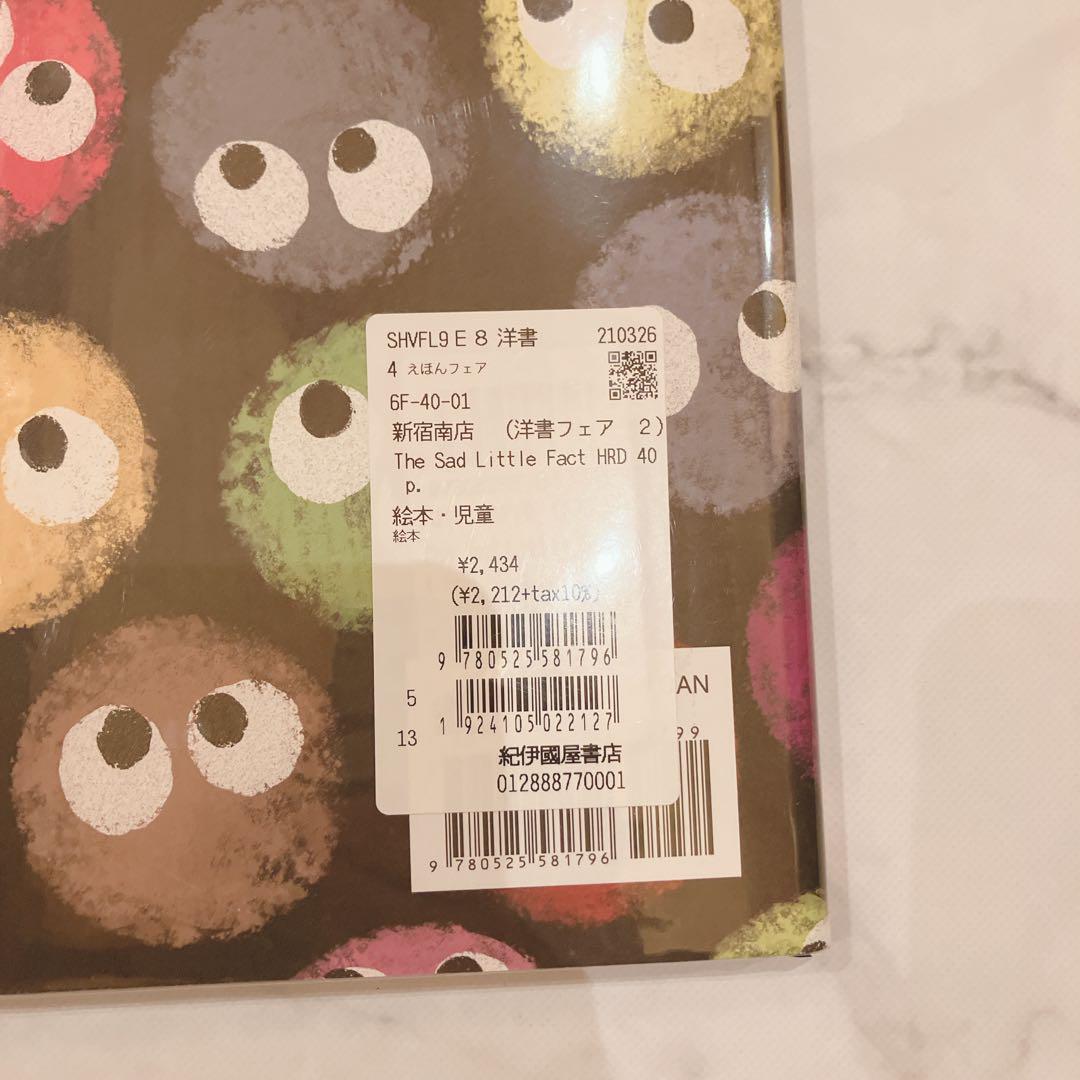 SHVFL9E8 洋書 210326
4 えほんフェア
6F-40-01
新宿南店 (洋書フェア 2)
The Sad Little Fact HRD 40
p.
絵本・児童
絵本
¥2,434
(¥2,212+tax10%)
9 780525 581796
5
1 924105 022127
13
紀伊國屋書店
012888770001
AN
99
9 780525 581796